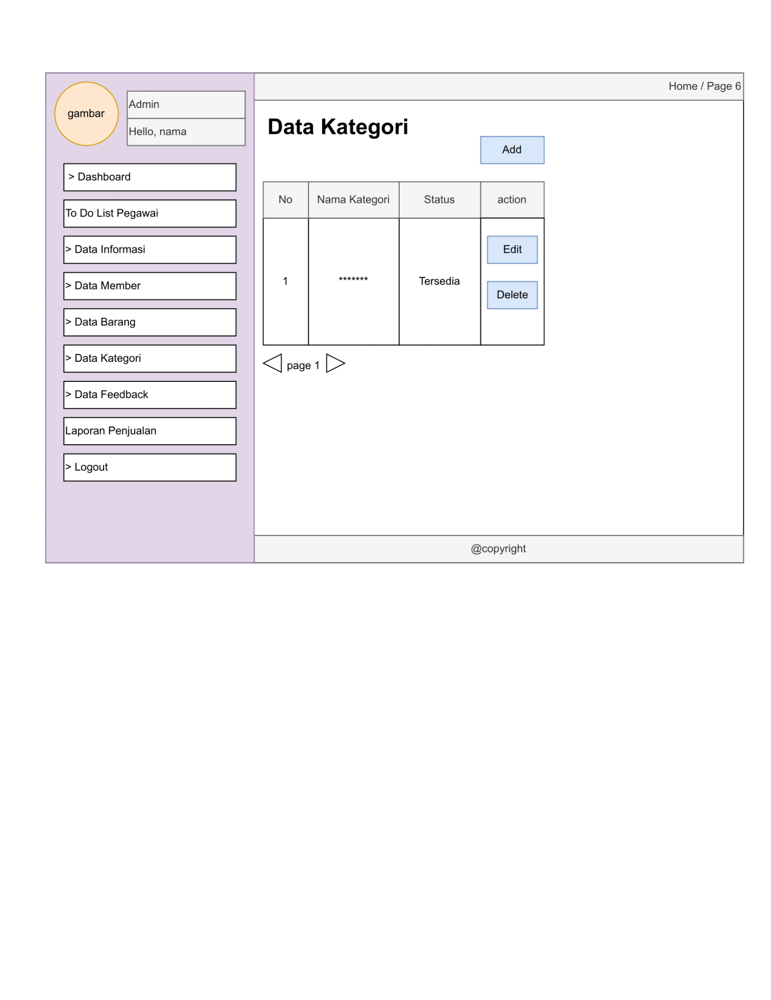 gambar
Admin
Hello, nama
> Dashboard
To Do List Pegawai
> Data Informasi
> Data Member
> Data Barang
> Data Kategori
> Data Feedback
Laporan Penjualan
> Logout
Home / Page 6
Data Kategori
Add
No Nama Kategori Status action
1 ******* Tersedia
Edit
Delete
page 1
@copyright